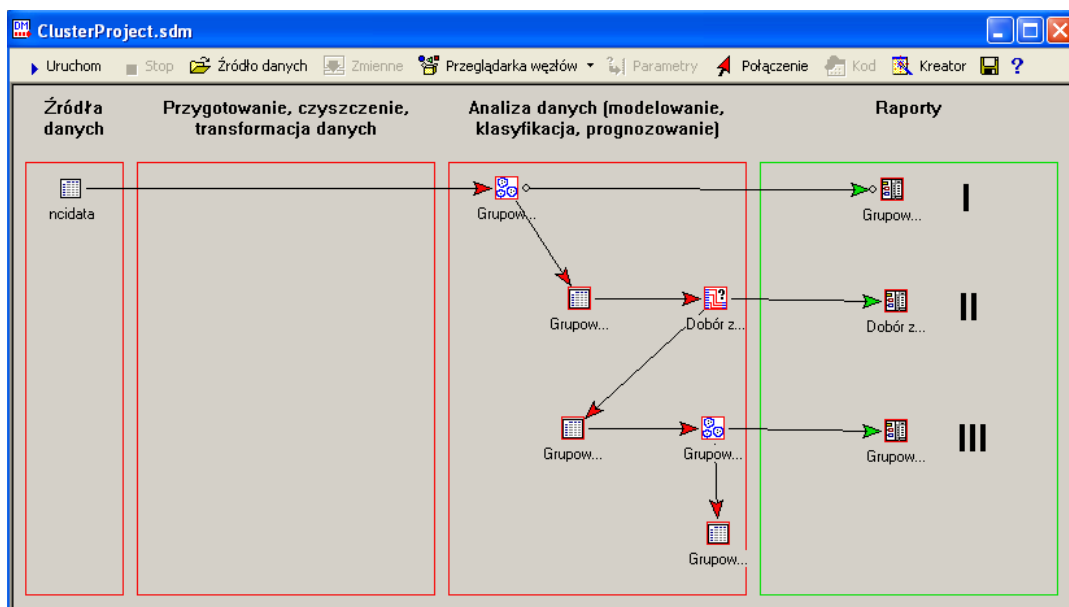 DM
ClusterProject.sdm
Uruchom Stop Źródło danych Zmienne Przeglądarka węzłów Parametry Połączenie Kod Kreator ?
Źródła
danych
Przygotowanie, czyszczenie,
transformacja danych
Analiza danych (modelowanie,
klasyfikacja, prognozowanie)
Raporty
ncidata
Grupow...
Grupow...
I
Grupow...
Dobór z...
Dobór z...
II
Grupow...
Grupow...
Grupow...
III
Grupow...